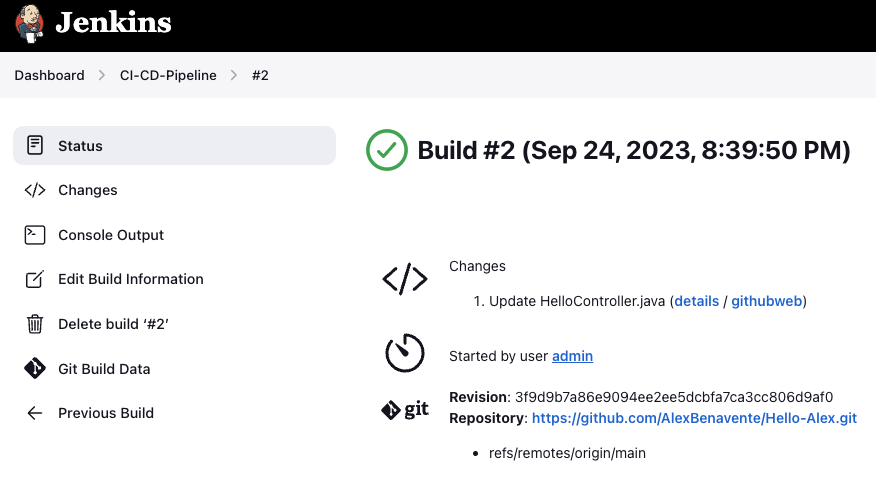 Jenkins
Dashboard
CI-CD-Pipeline
#2
Status
Changes
Console Output
Edit Build Information
Delete build ‘#2’
Git Build Data
Previous Build
Build #2 (Sep 24, 2023, 8:39:50 PM)
Changes
1. Update HelloController.java (details / githubweb)
Started by user admin
git
Revision: 3f9d9b7a86e9094ee2ee5dcbfa7ca3cc806d9af0
Repository: https://github.com/AlexBenavente/Hello-Alex.git
• refs/remotes/origin/main